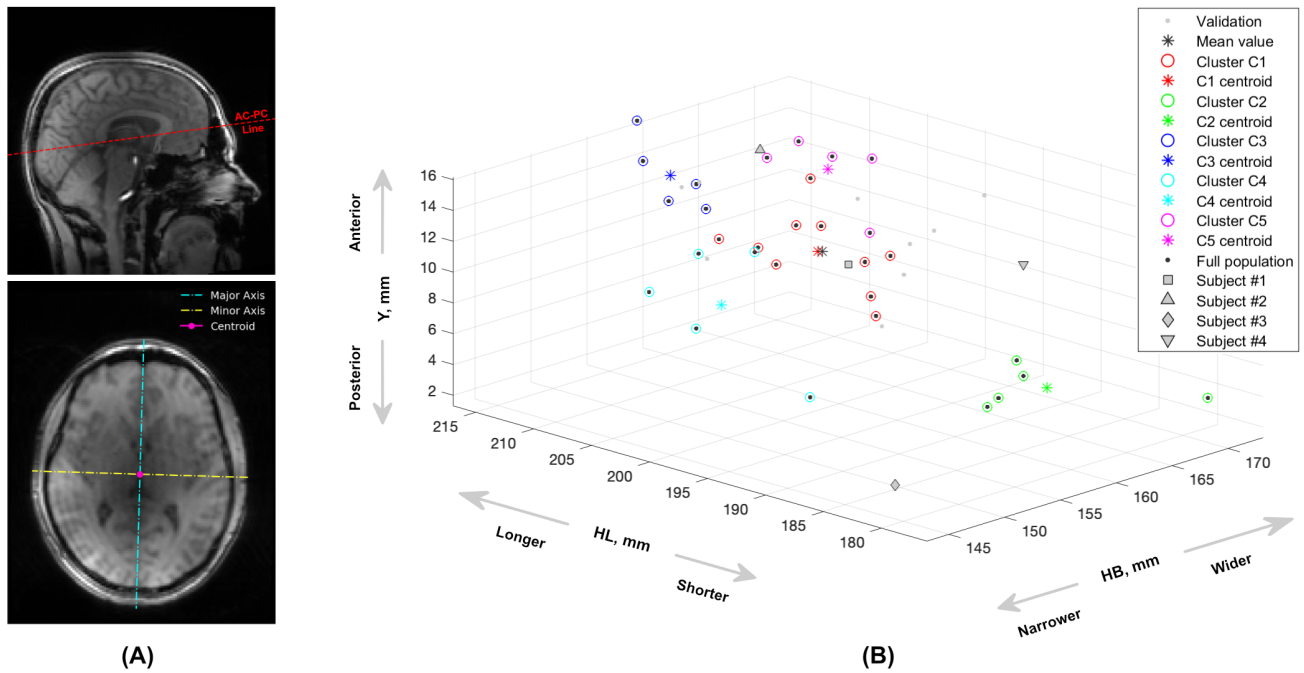 AC-PC
Line
Major Axis
Minor Axis
Centroid
(A)
Validation
Mean value
Cluster C1
C1 centroid
Cluster C2
C2 centroid
Cluster C3
C3 centroid
Cluster C4
C4 centroid
Cluster C5
C5 centroid
Full population
Subject #1
Subject #2
Subject #3
Subject #4
Anterior
Y, mm
Posterior
16
14
12
10
8
6
4
2
215
210
205
200
195
190
185
180
145
150
155
160
165
170
Longer
HL, mm
Shorter
Narrower
HB, mm
Wider
(B)